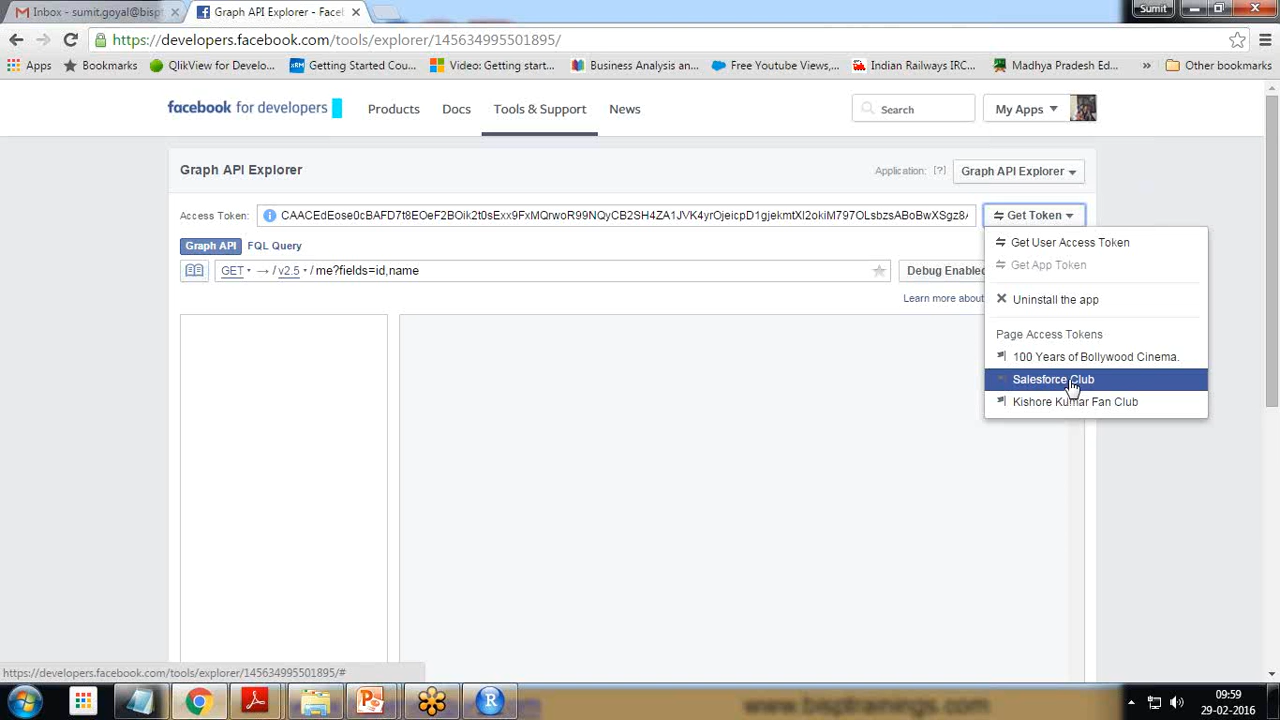 Inbox - sumit.goyal@bisp
Graph API Explorer - Face
Sumit
https://developers.facebook.com/tools/explorer/145634995501895/
Apps
Bookmarks
QlikView for Develo...
Getting Started Cou...
Video: Getting start...
Business Analysis an...
Free Youtube Views,...
Indian Railways IRC...
Madhya Pradesh Ed...
»
Other bookmarks
facebook for developers
Products
Docs
Tools & Support
News
Search
My Apps
Graph API Explorer
Application: [?]
Graph API Explorer
Access Token:
Get Token
Graph API
FQL Query
GET → / v2.5 / me?fields=id,name
Debug Enabled
Learn more about
Get User Access Token
Get App Token
Uninstall the app
Page Access Tokens
100 Years of Bollywood Cinema.
Salesforce Club
Kishore Kumar Fan Club
https://developers.facebook.com/tools/explorer/145634995501895/#
09:59
29-02-2016